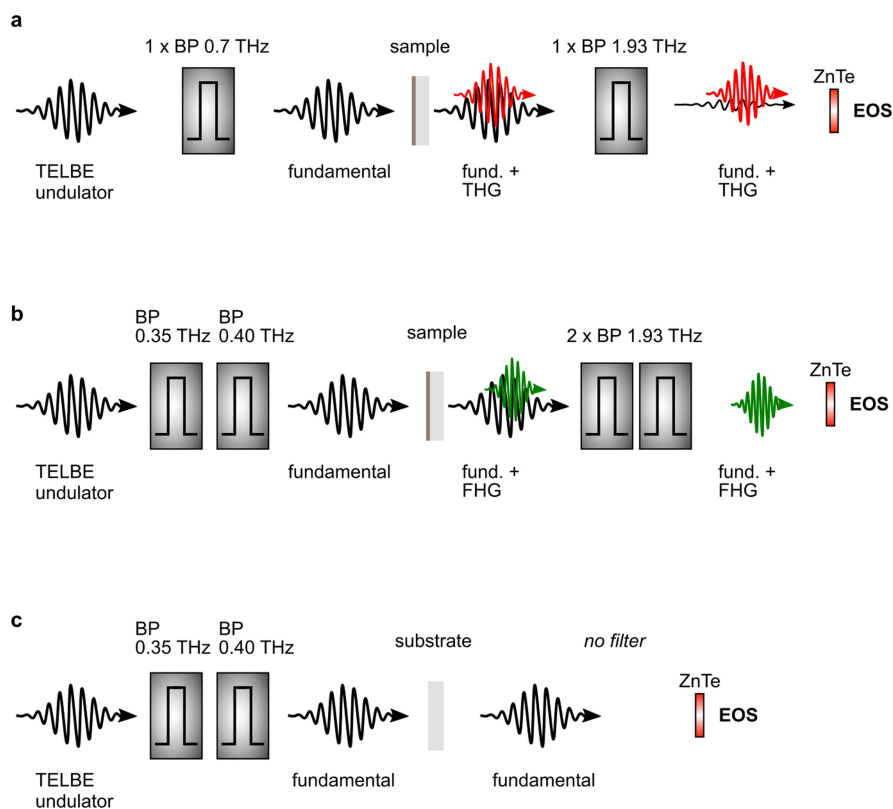 a
1 x BP 0.7 THz
sample
1 x BP 1.93 THz
ZnTe
EOS
TELBE
undulator
fundamental
fund. +
THG
fund. +
THG
b
BP
0.35 THz
BP
0.40 THz
sample
2 x BP 1.93 THz
ZnTe
EOS
TELBE
undulator
fundamental
fund. +
FHG
fund. +
FHG
c
BP
0.35 THz
BP
0.40 THz
substrate
no filter
ZnTe
EOS
TELBE
undulator
fundamental
fundamental